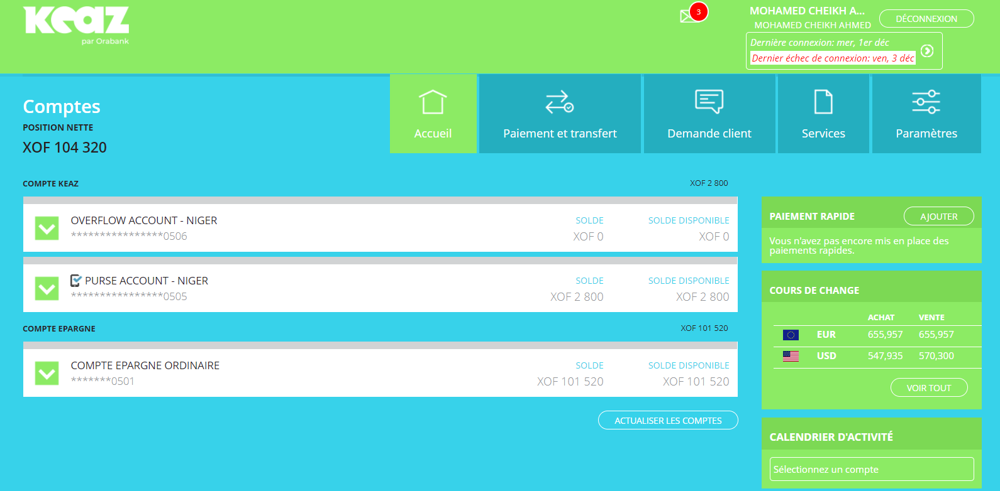 Keaz
par Orabank
3
MOHAMED CHEIKH A...
MOHAMED CHEIKH AHMED
DÉCONNEXION
Dernière connexion: mer, 1er déc
Dernier échec de connexion: ven, 3 déc
Comptes
POSITION NETTE
XOF 104 320
Accueil
Paiement et transfert
Demande client
Services
Paramètres
COMPTE KEAZ XOF 2 800
OVERFLOW ACCOUNT - NIGER SOLDE SOLDE DISPONIBLE
****************0506 XOF 0 XOF 0
PURSE ACCOUNT - NIGER SOLDE SOLDE DISPONIBLE
****************0505 XOF 2 800 XOF 2 800
COMPTE EPARGNE XOF 101 520
COMPTE EPARGNE ORDINAIRE SOLDE SOLDE DISPONIBLE
*******0501 XOF 101 520 XOF 101 520
ACTUALISER LES COMPTES
PAIEMENT RAPIDE AJOUTER
Vous n'avez pas encore mis en place des
paiements rapides.
COURS DE CHANGE
ACHAT VENTE
EUR 655,957 655,957
USD 547,935 570,300
VOIR TOUT
CALENDRIER D'ACTIVITÉ
Sélectionnez un compte